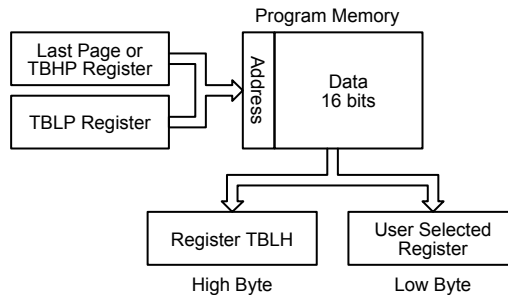 Program Memory
Last Page or
TBHP Register
TBLP Register
Address
Data
16 bits
Register TBLH
User Selected
Register
High Byte
Low Byte